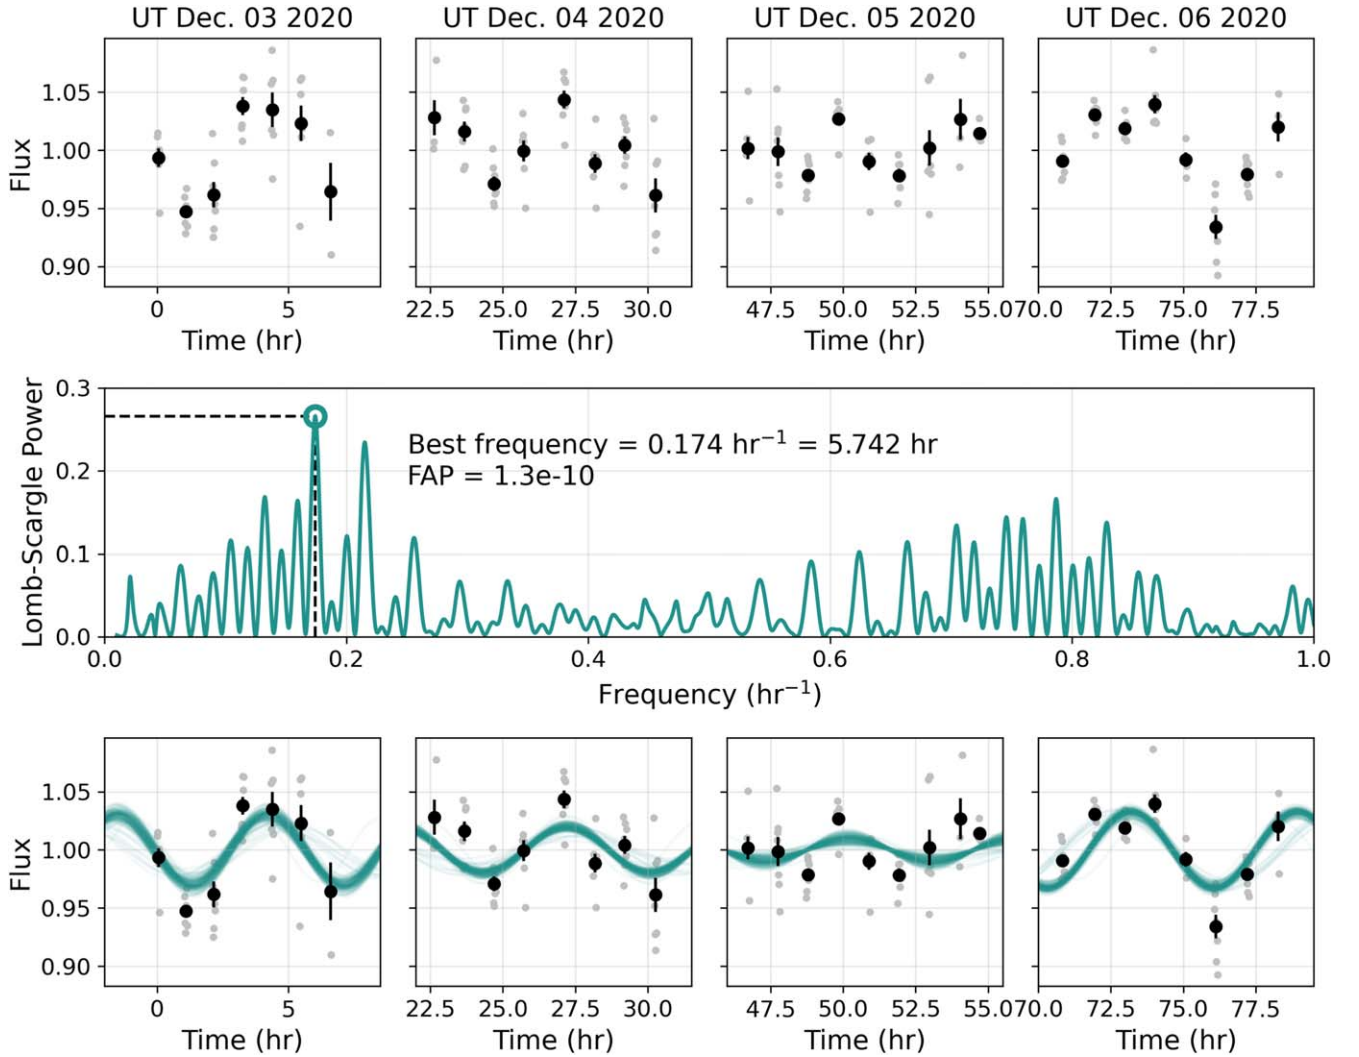 UT Dec. 03 2020 UT Dec. 04 2020 UT Dec. 05 2020 UT Dec. 06 2020
1.05
1.00
0.95
0.90
Flux
0 5 22.5 25.0 27.5 30.0 47.5 50.0 52.5 55.0 70.0 72.5 75.0 77.5
Time (hr) Time (hr) Time (hr) Time (hr)
0.3
0.2
0.1
0.0
Lomb-Scargle Power
Best frequency = 0.174 hr⁻¹ = 5.742 hr
FAP = 1.3e-10
0.0 0.2 0.4 0.6 0.8 1.0
Frequency (hr⁻¹)
1.05
1.00
0.95
0.90
Flux
0 5 22.5 25.0 27.5 30.0 47.5 50.0 52.5 55.0 70.0 72.5 75.0 77.5
Time (hr) Time (hr) Time (hr) Time (hr)